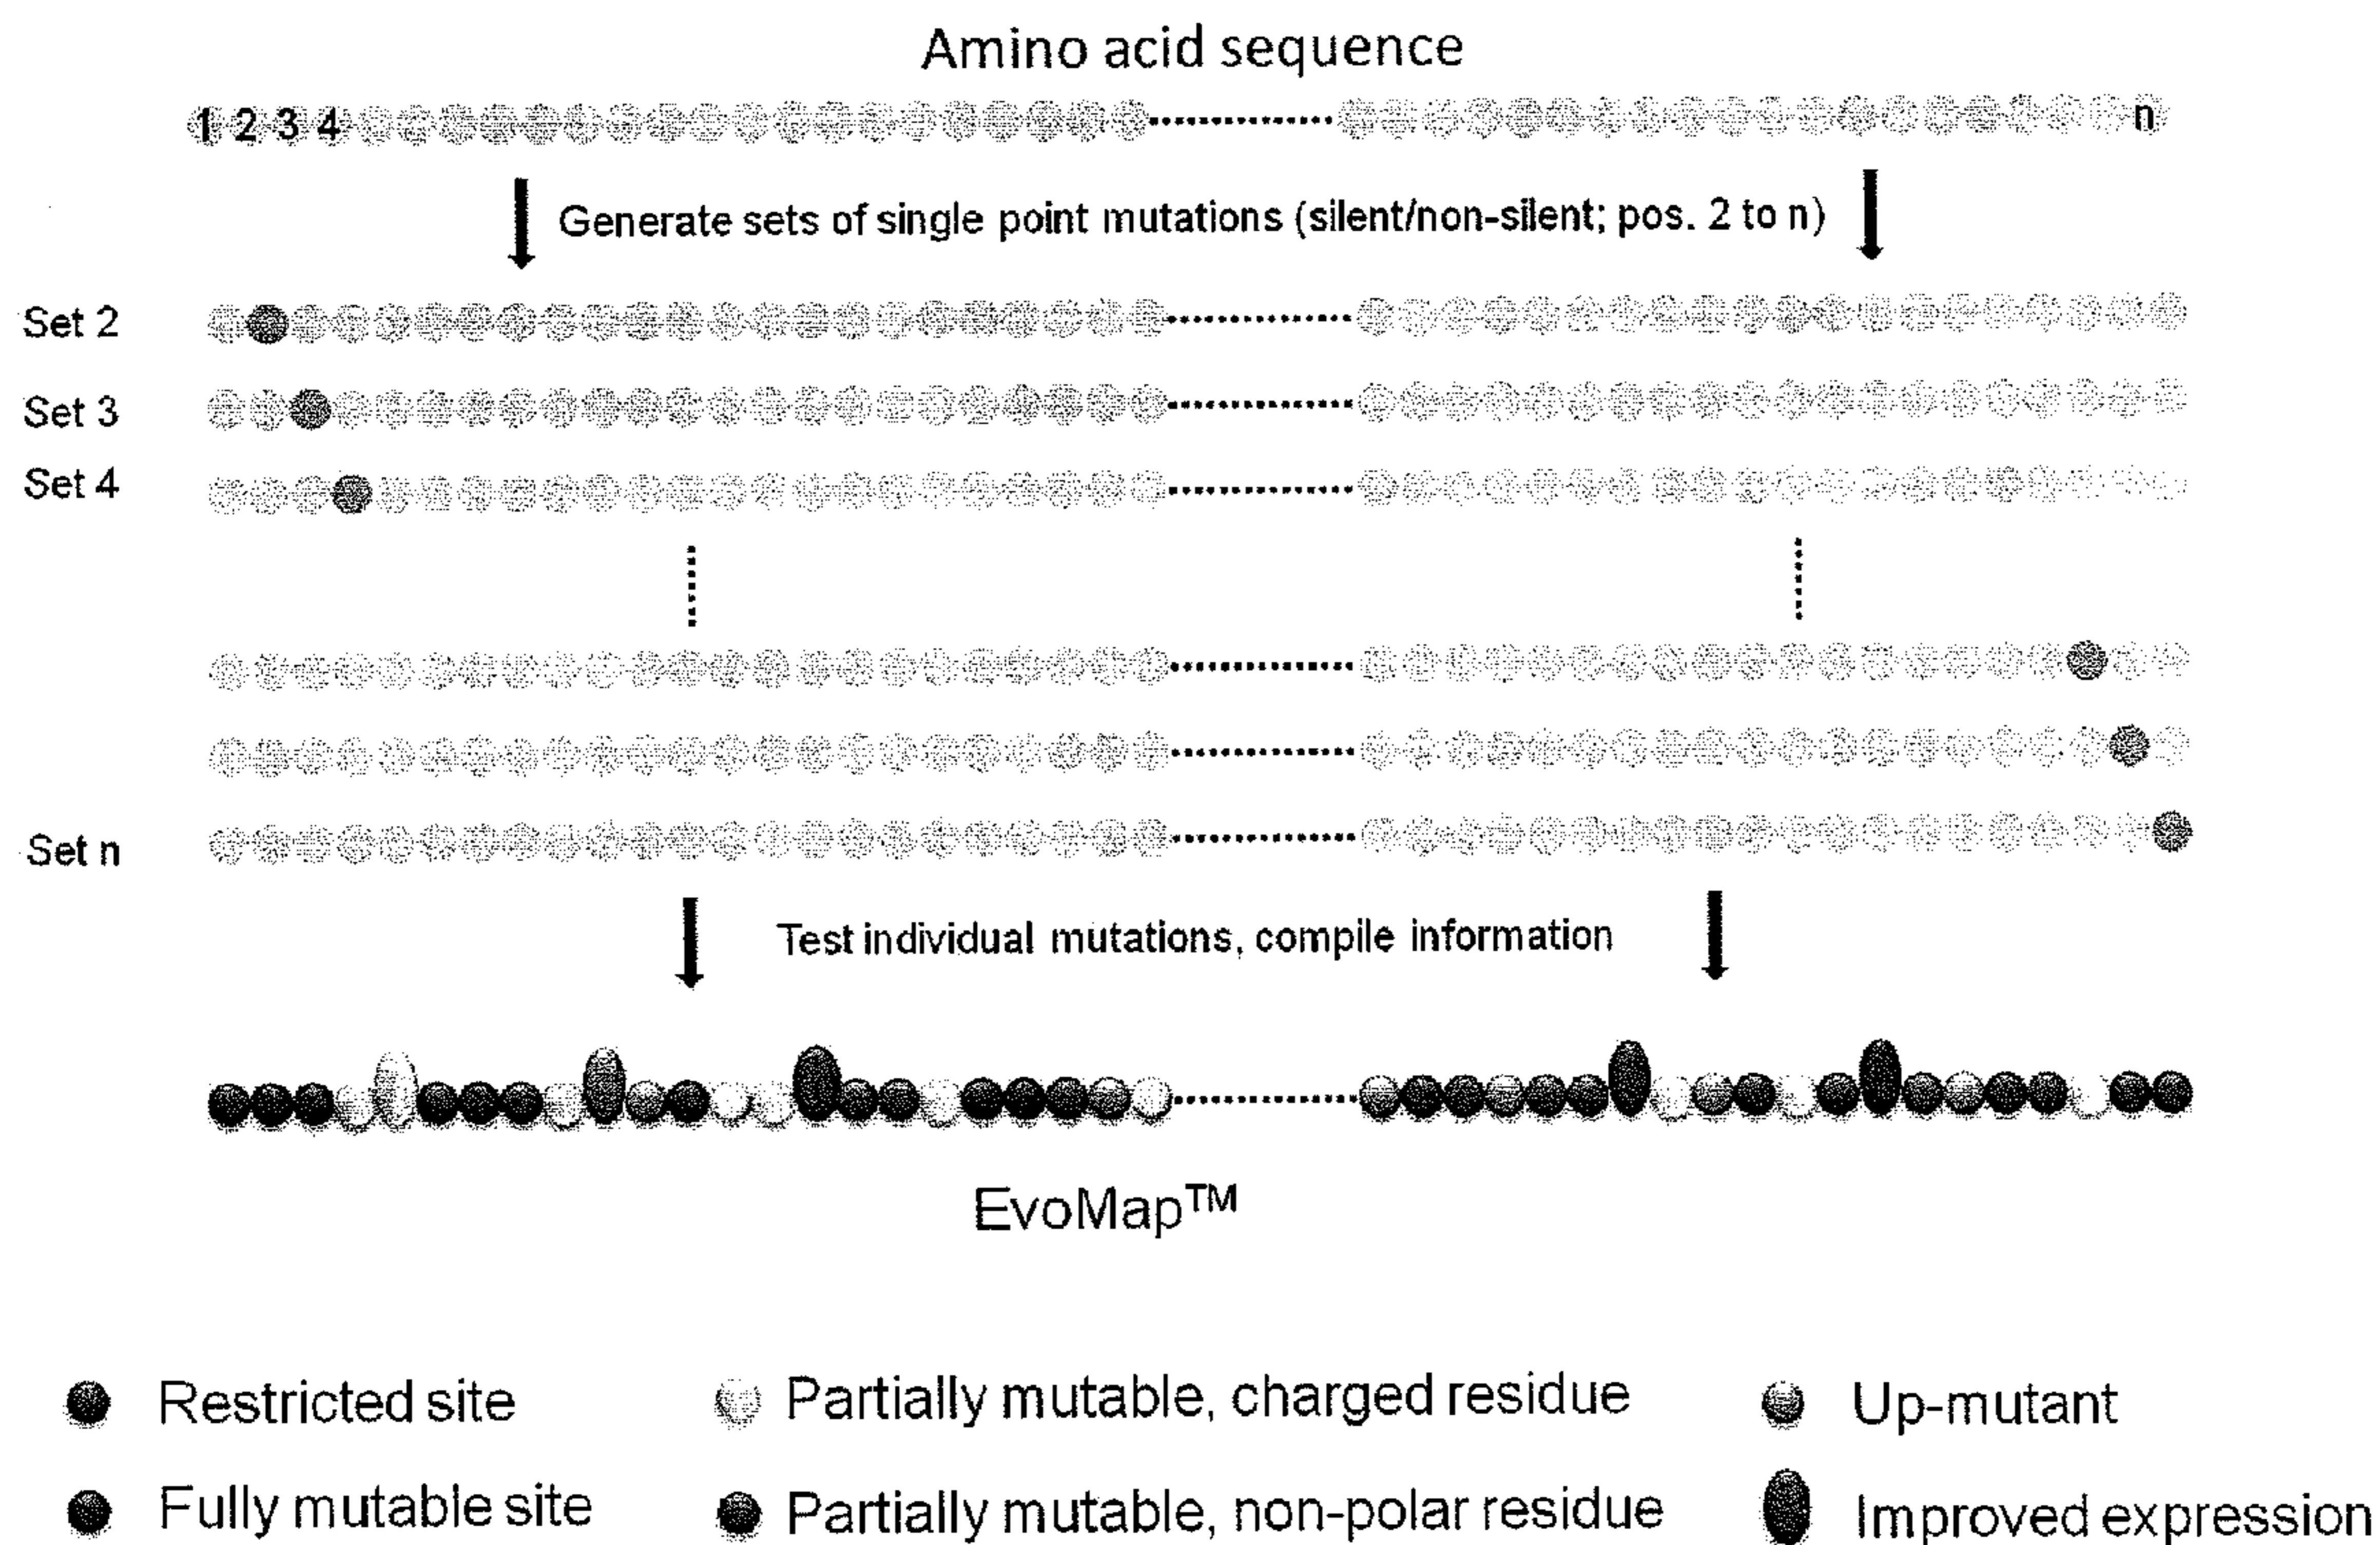 Amino acid sequence
1 2 3 4 n
Generate sets of single point mutations (silent/non-silent; pos. 2 to n)
Set 2
Set 3
Set 4
Set n
Test individual mutations, compile information
EvoMap™
Restricted site
Partially mutable, charged residue
Up-mutant
Fully mutable site
Partially mutable, non-polar residue
Improved expression